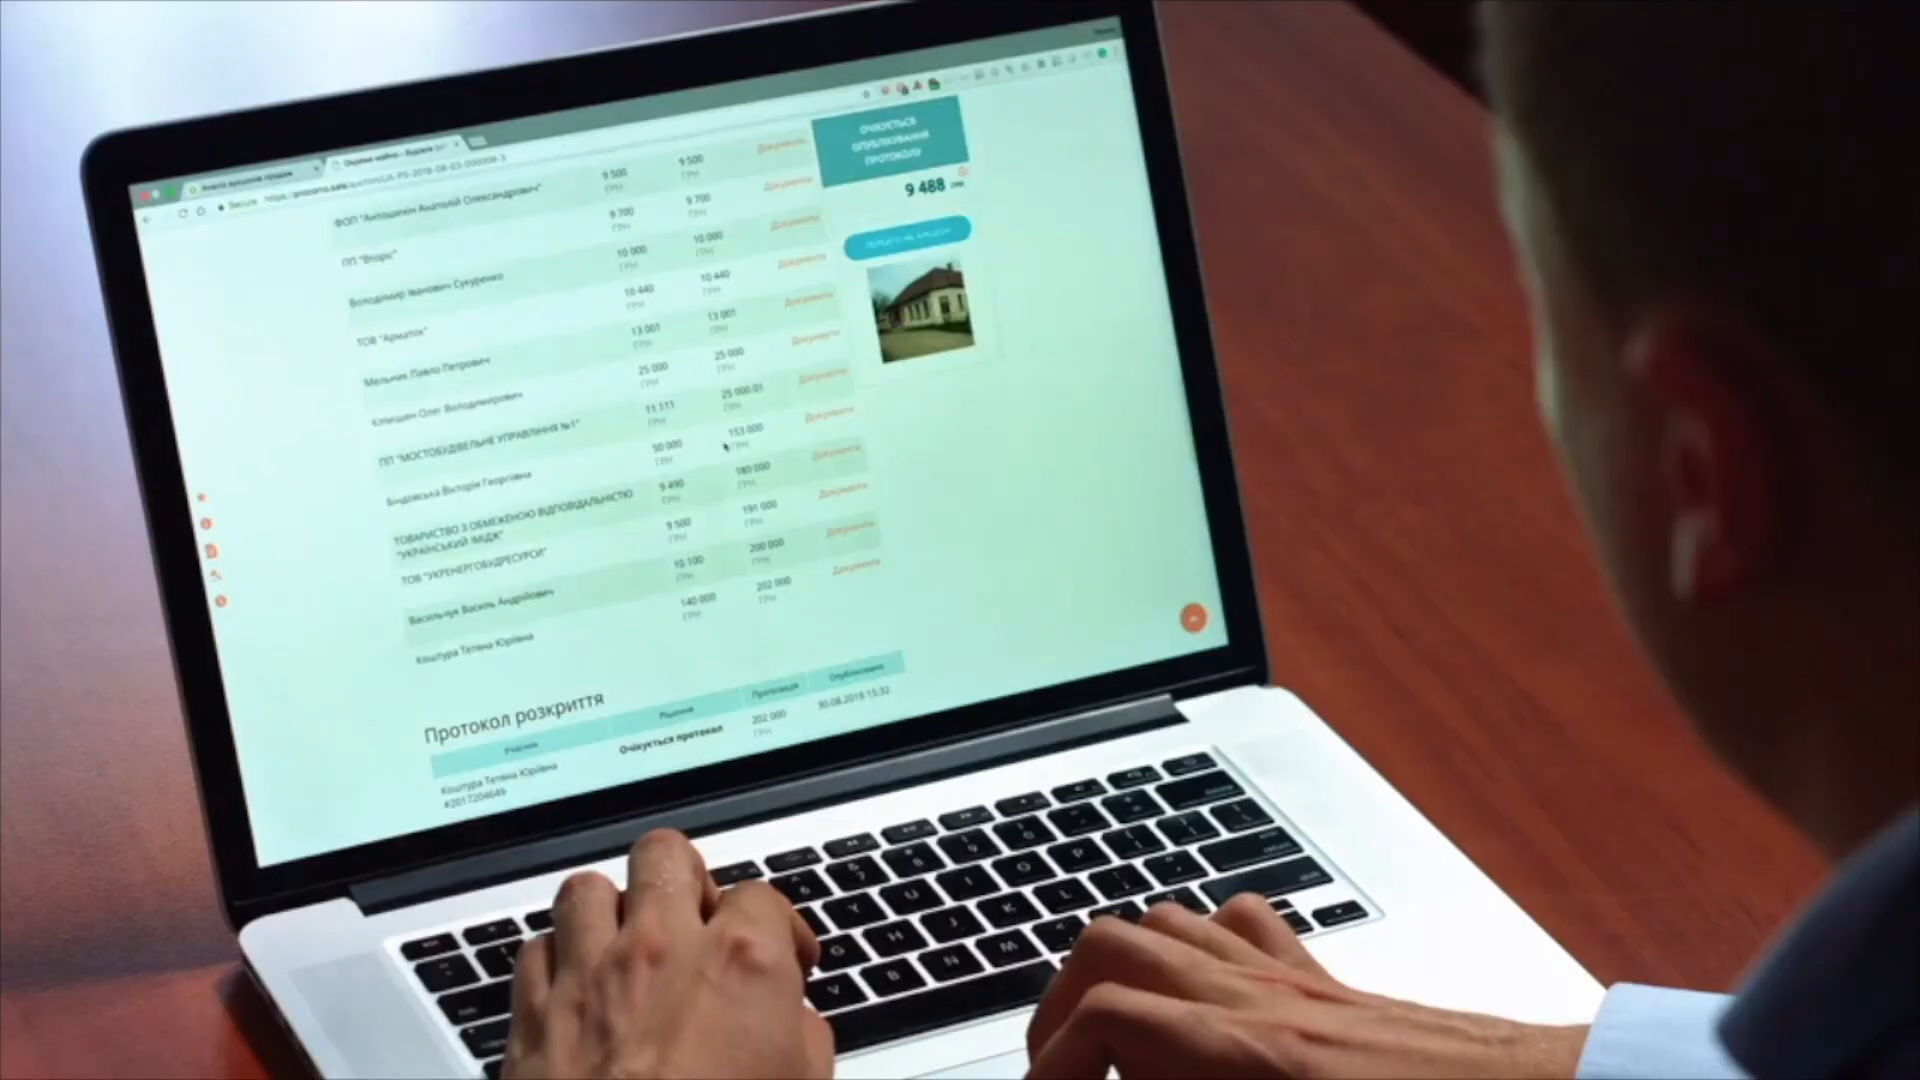 Secure
ФОП "Антошкін Анатолій Олександрович"
9 500
ГРН
9 500
Документи
ПП "Вторіс"
9 700
ГРН
9 700
ГРН
Документи
Володимир Іванович Сукуренко
10 000
ГРН
10 000
ГРН
Документи
ТОВ "Арматок"
10 440
ГРН
10 440
ГРН
Документи
Мельник Павло Петрович
13 001
ГРН
13 001
ГРН
Документи
Олег Володимирович
25 000
ГРН
25 000
ГРН
Документи
ПП "МОСТОБУДІВЕЛЬНЕ УПРАВЛІННЯ №1"
11 111
ГРН
25 000.01
ГРН
Документи
Біндовська Вікторія Георгіївна
50 000
ГРН
153 000
ГРН
Документи
ТОВАРИСТВО З ОБМЕЖЕНОЮ ВІДПОВІДАЛЬНІСТЮ
"УКРАЇНСЬКИЙ ІМІДЖ"
9 490
ГРН
180 000
ГРН
Документи
ТОВ "УКРЕНЕРГОБУДРЕСУРСИ"
9 500
ГРН
191 000
ГРН
Документи
Васильчук Василь Андрійович
10 100
ГРН
200 000
ГРН
Документи
Коштура Тетяна Юріївна
140 000
ГРН
202 000
ГРН
Документи
ОЧІКУЄТЬСЯ
ОПУБЛІКУВАННЯ
ПРОТОКОЛУ
9 488 ГРН
Протокол розкриття
Учасник
Рішення
Пропозиція
Опубліковано
Коштура Тетяна Юріївна
#2017204649
Очікується протокол
202 000
ГРН
30.08.2018 15:32